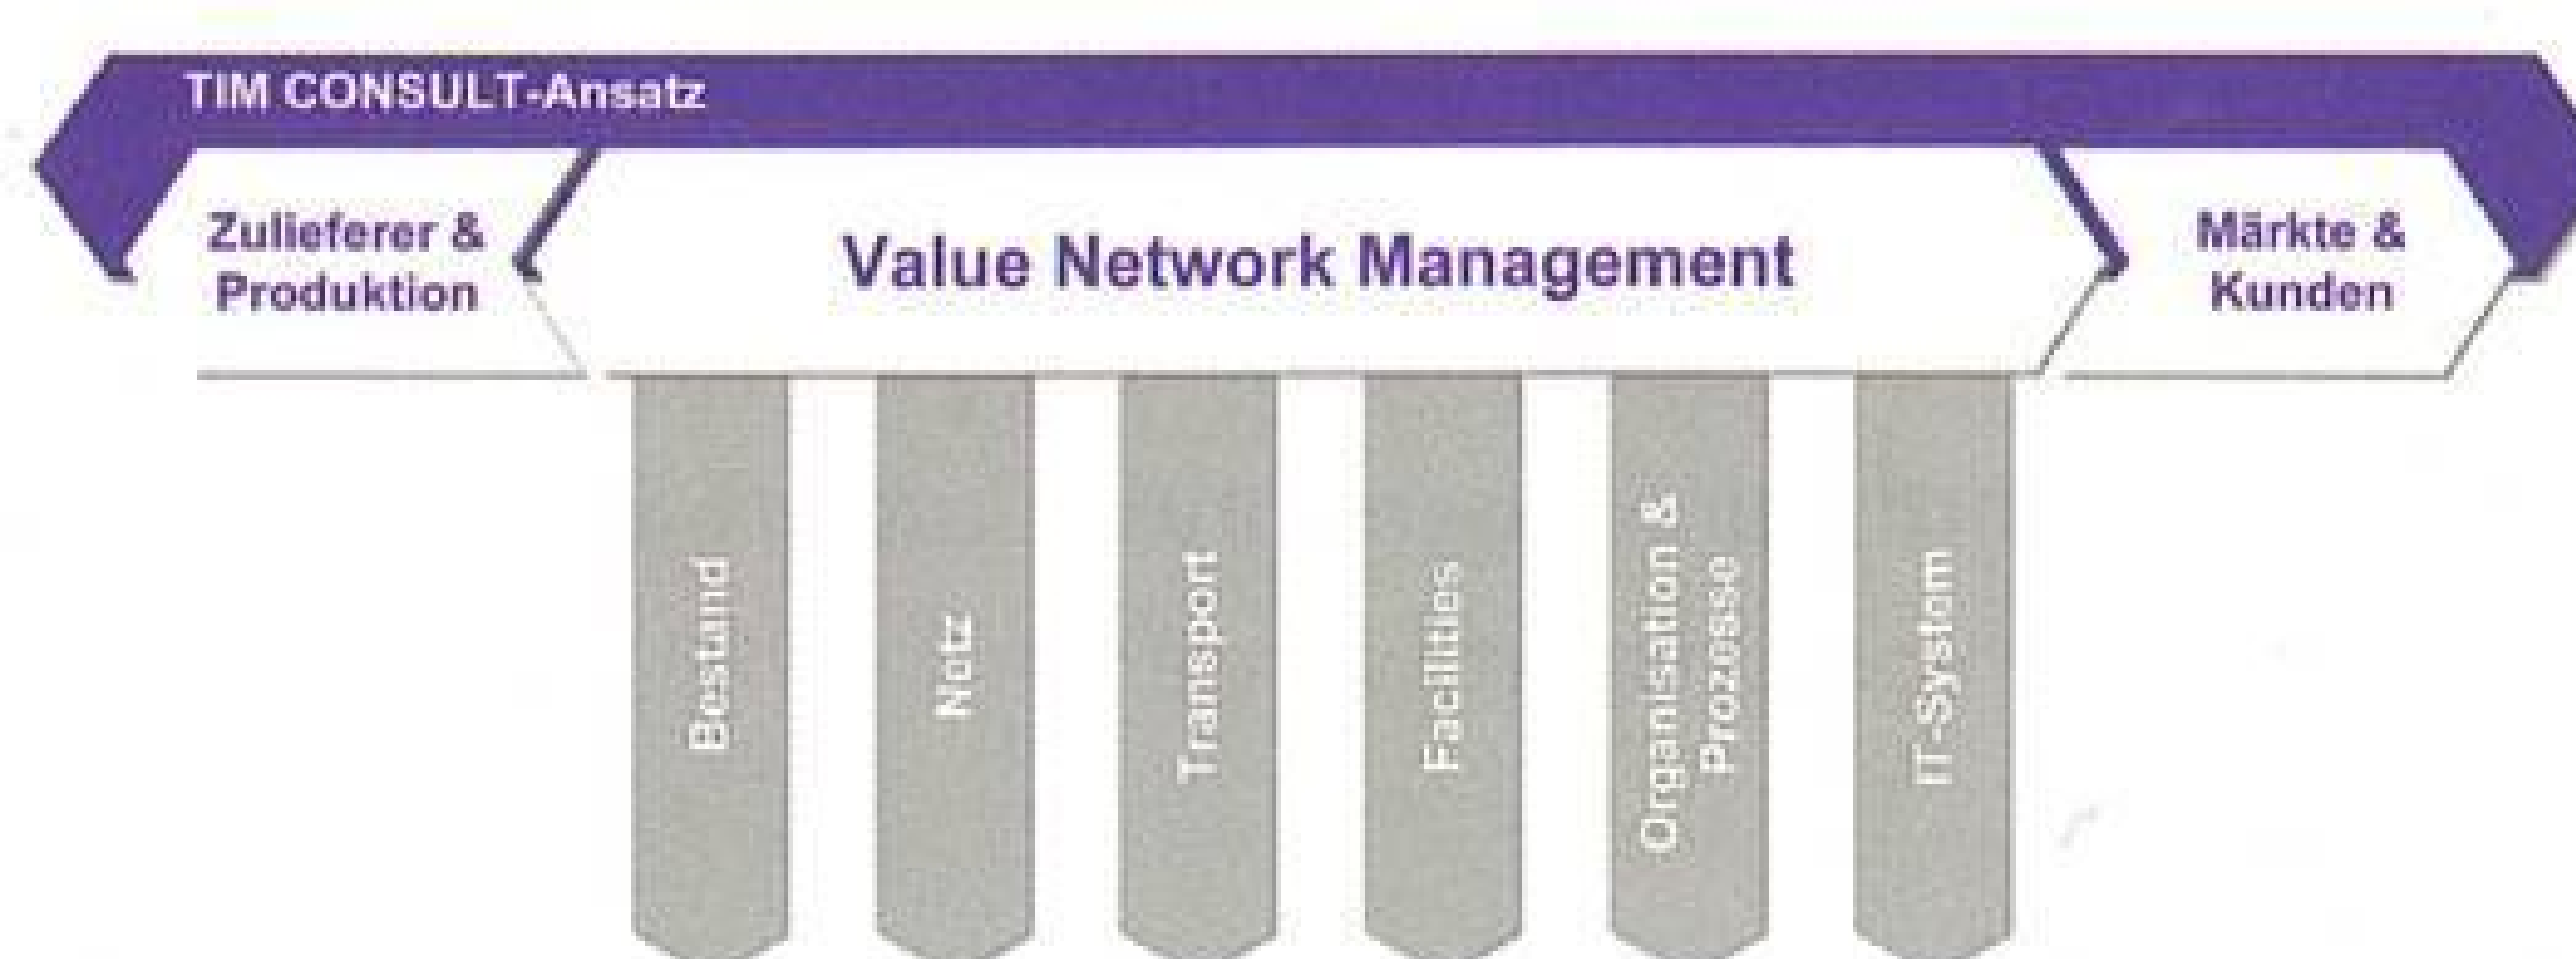 TIM CONSULT-Ansatz
Zulieferer &
Produktion
Value Network Management
Märkte &
Kunden
Bestand
Netz
Transport
Facilities
Organisation &
Prozesse
IT-System